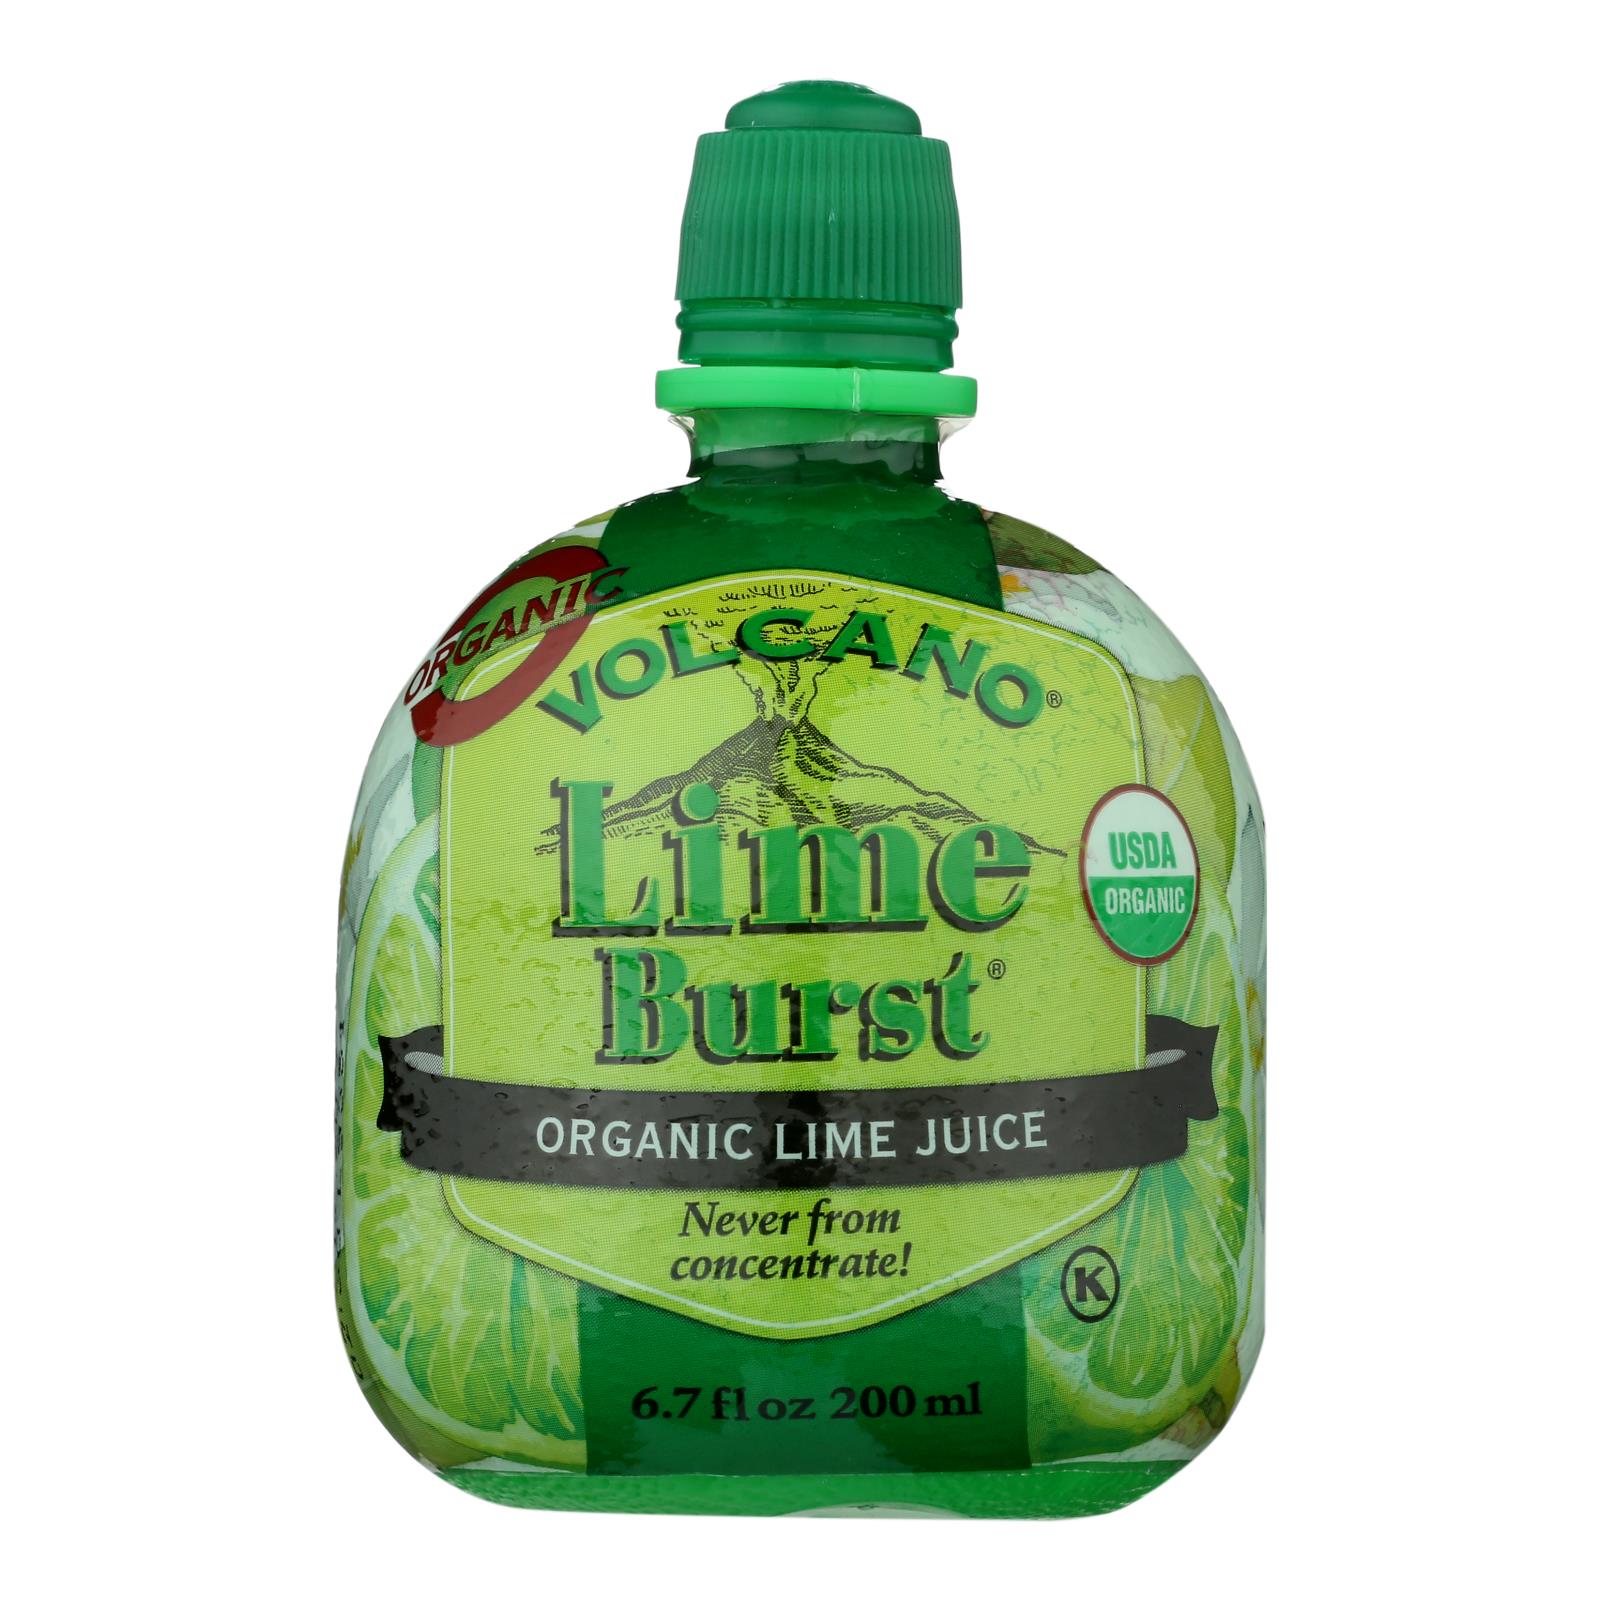 ORGANIC
VOLCANO®
Lime
Burst®
USDA
ORGANIC
ORGANIC LIME JUICE
Never from
concentrate!
K
6.7 fl oz 200 ml